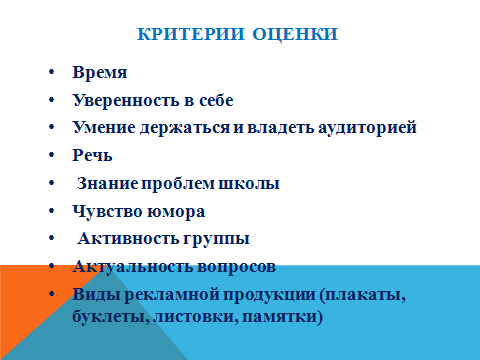 КРИТЕРИИ ОЦЕНКИ
• Время
• Уверенность в себе
• Умение держаться и владеть аудиторией
• Речь
• Знание проблем школы
• Чувство юмора
• Активность группы
• Актуальность вопросов
• Виды рекламной продукции (плакаты,
буклеты, листовки, памятки)